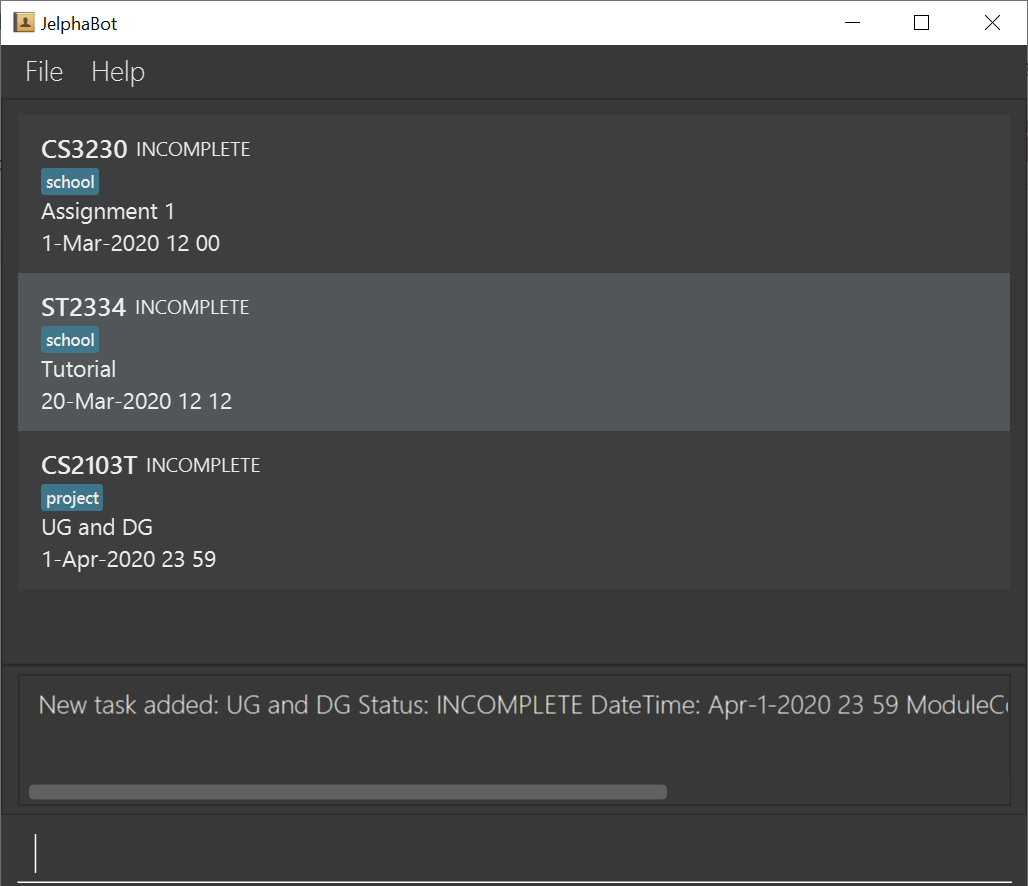 JelphaBot
File Help
CS3230 INCOMPLETE
school
Assignment 1
1-Mar-2020 12 00
ST2334 INCOMPLETE
school
Tutorial
20-Mar-2020 12 12
CS2103T INCOMPLETE
project
UG and DG
1-Apr-2020 23 59
New task added: UG and DG Status: INCOMPLETE DateTime: Apr-1-2020 23 59